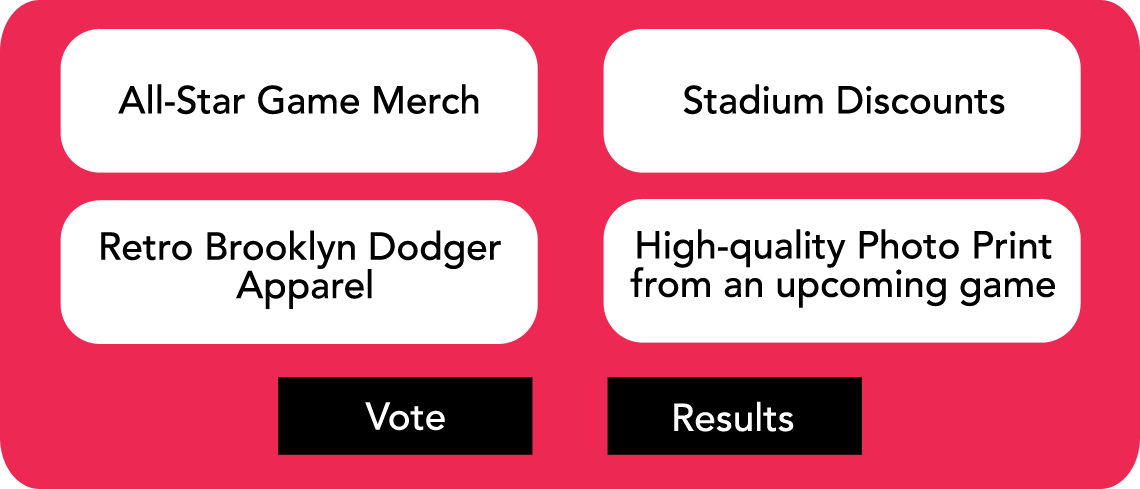 All-Star Game Merch
Stadium Discounts
Retro Brooklyn Dodger
Apparel
High-quality Photo Print
from an upcoming game
Vote
Results